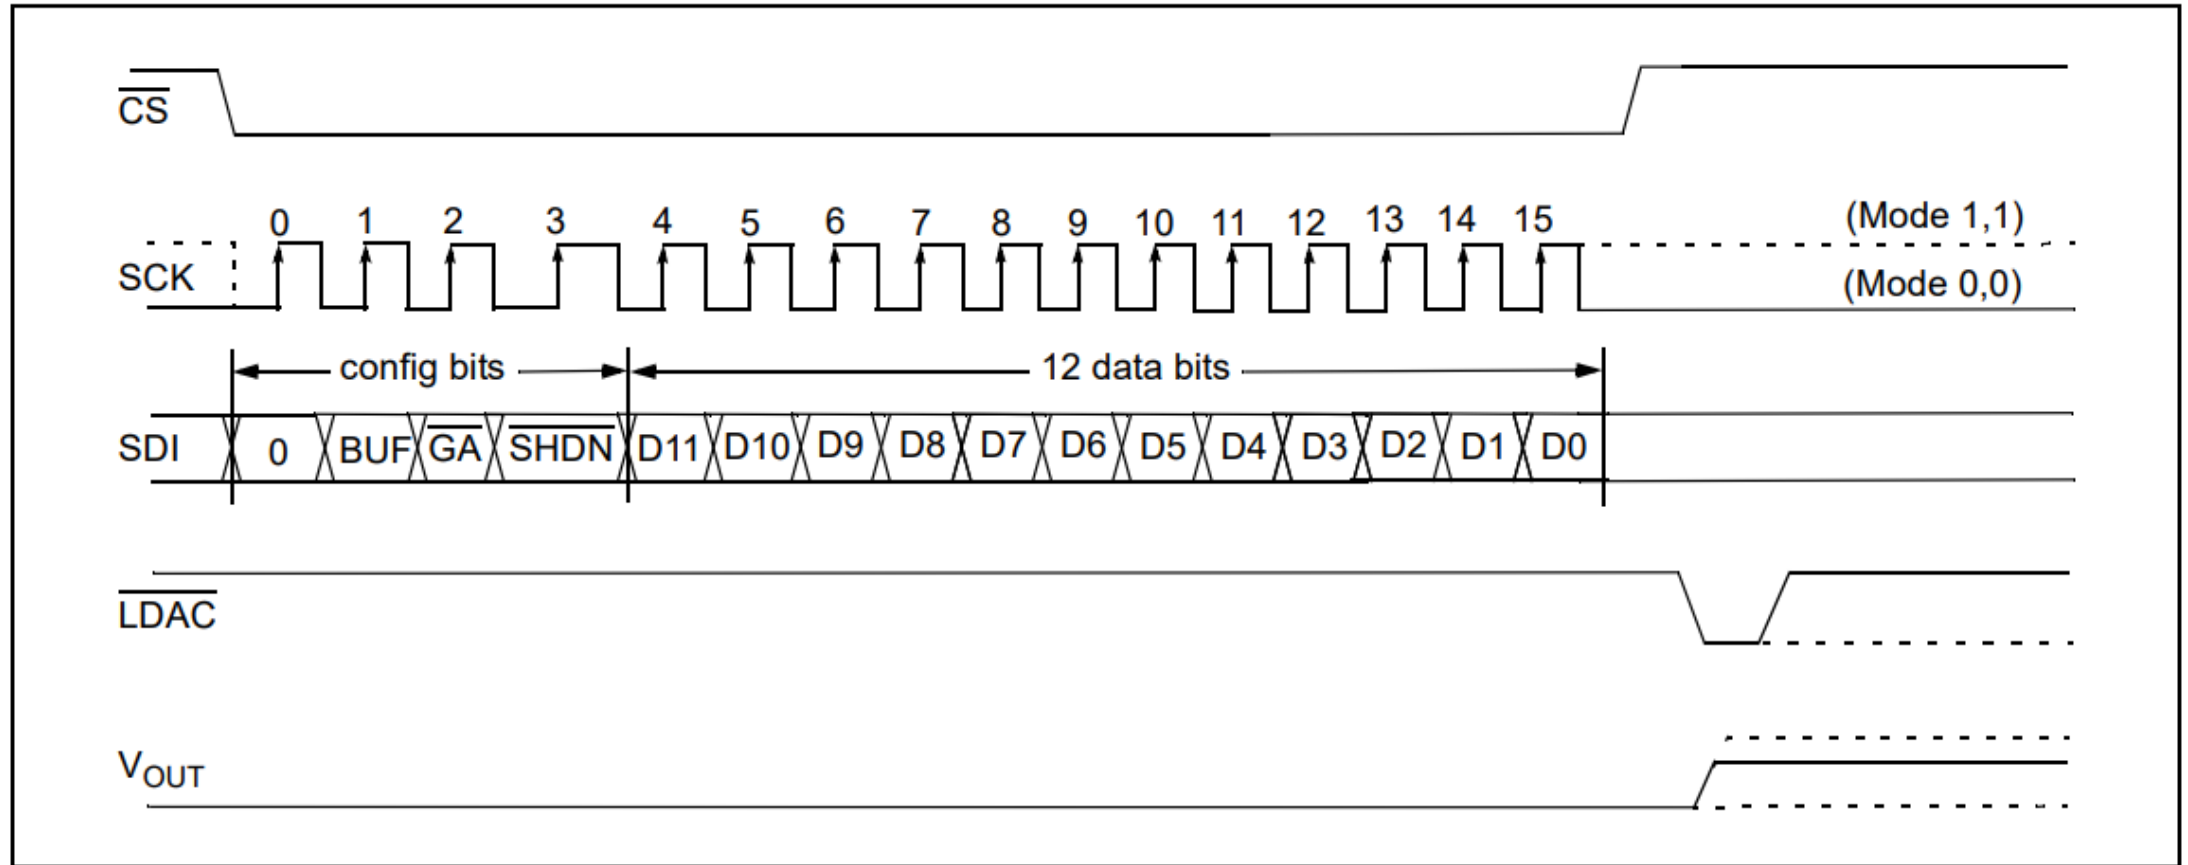 CS
0 1 2 3 4 5 6 7 8 9 10 11 12 13 14 15 (Mode 1,1)
SCK (Mode 0,0)
config bits 12 data bits
SDI 0 BUF GA SHDN D11 D10 D9 D8 D7 D6 D5 D4 D3 D2 D1 D0
LDAC
VOUT